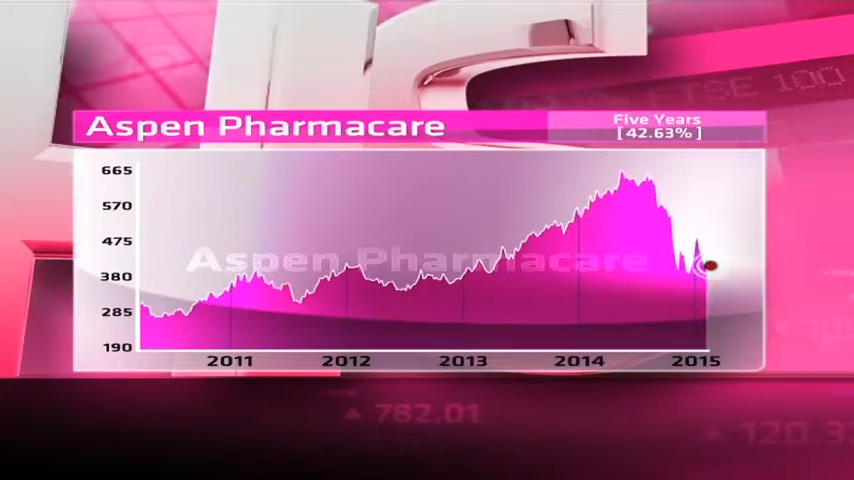 FTSE 100
Aspen Pharmacare
Five Years
[ 42.63% ]
665
570
475
380
285
190
Aspen Pharmacare
2011 2012 2013 2014 2015
▲ 782.01